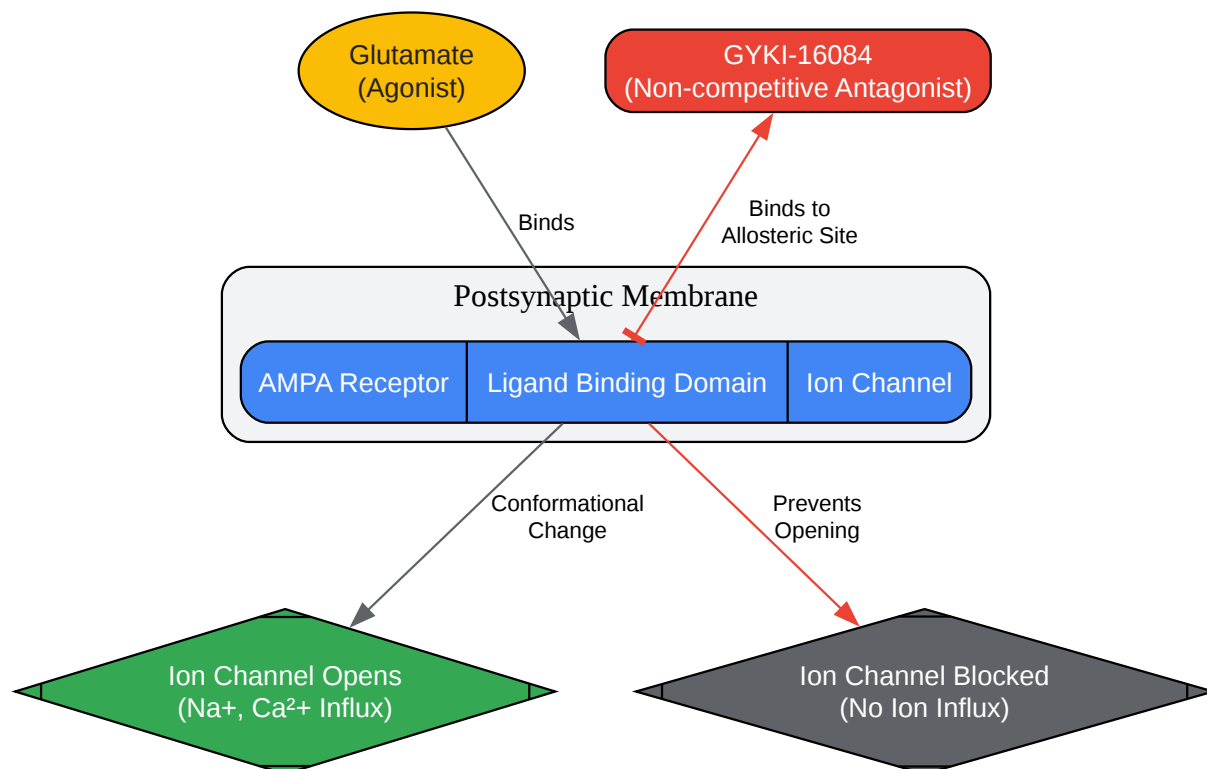 Glutamate
(Agonist)
GYKI-16084
(Non-competitive Antagonist)
Binds
Binds to
Allosteric Site
Postsynaptic Membrane
AMPA Receptor
Ligand Binding Domain
Ion Channel
Conformational
Change
Prevents
Opening
Ion Channel Opens
(Na+, Ca²+ Influx)
Ion Channel Blocked
(No Ion Influx)